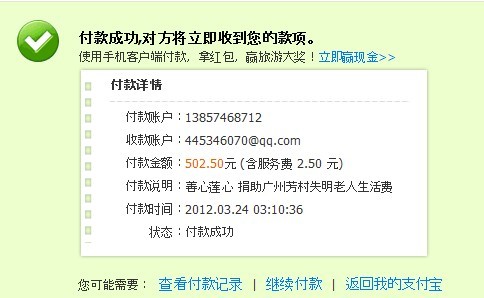 付款成功,对方将立即收到您的款项。
使用手机客户端付款，拿红包，赢旅游大奖！立即赢现金>>
付款详情
付款账户：13857468712
收款账户：445346070@qq.com
付款金额：502.50元 (含服务费 2.50 元)
付款说明：善心莲心 捐助广州芳村失明老人生活费
付款时间：2012.03.24 03:10:36
状态：付款成功
您可能需要： 查看付款记录 | 继续付款 | 返回我的支付宝